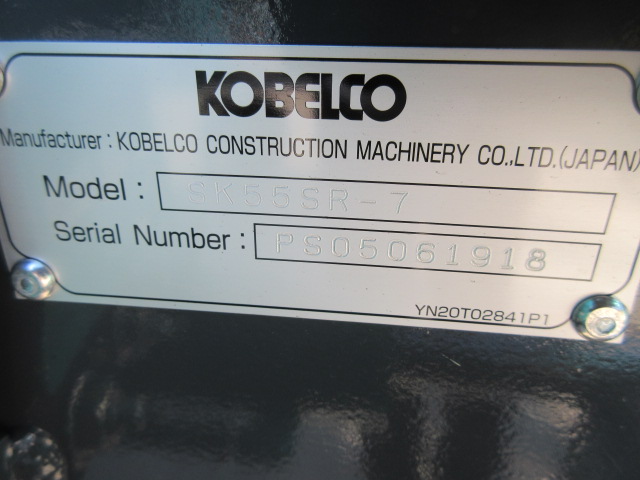 KOBELCO
Manufacturer : KOBELCO CONSTRUCTION MACHINERY CO.,LTD.(JAPAN)
Model : SK55SR-7
Serial Number : PS05061918
YN20T02841P1